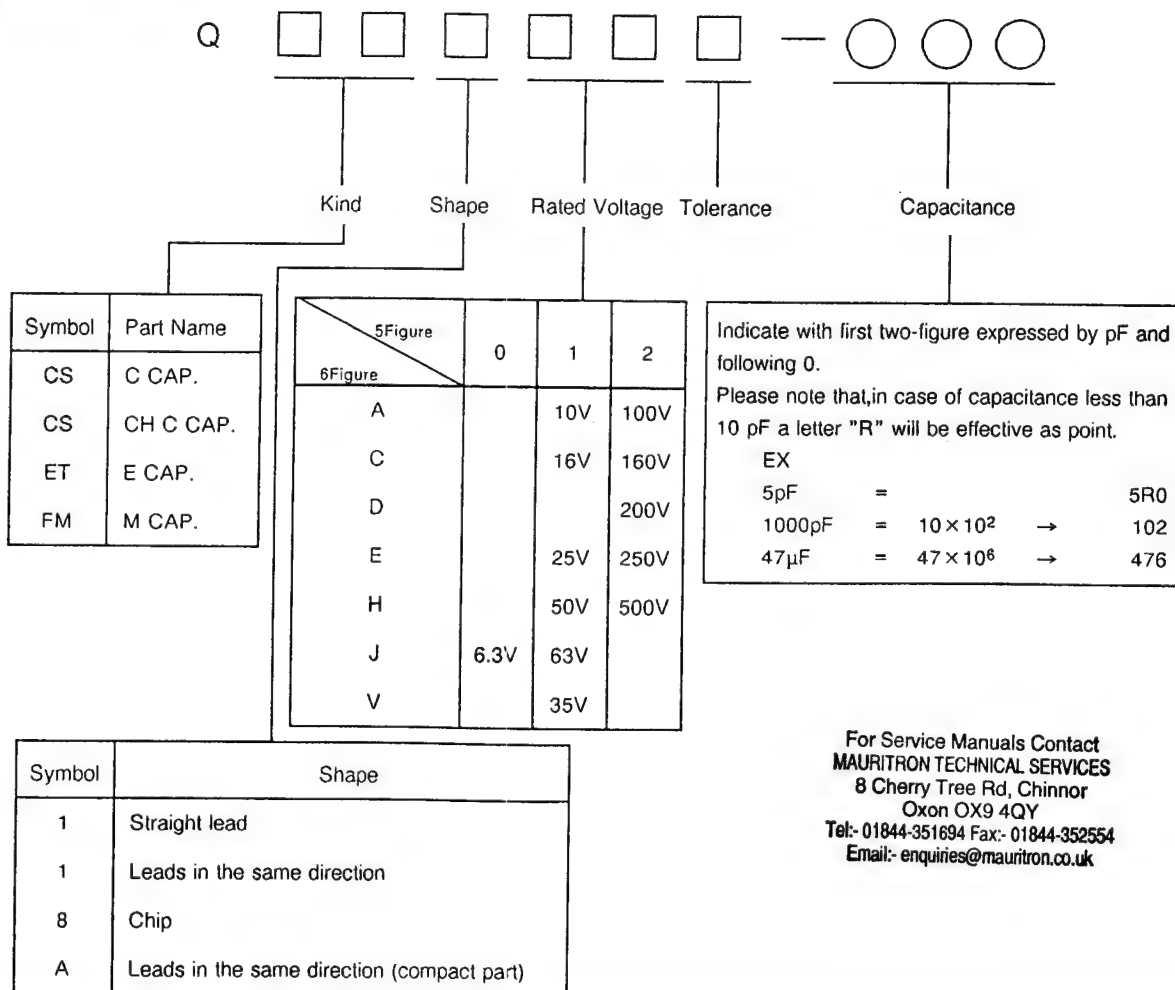 Q □ □ □ □ □ □ — ○ ○ ○
Kind Shape Rated Voltage Tolerance Capacitance
Symbol Part Name
CS C CAP.
CS CH C CAP.
ET E CAP.
FM M CAP.
5Figure
6Figure
0 1 2
A 10V 100V
C 16V 160V
D 200V
E 25V 250V
H 50V 500V
J 6.3V 63V
V 35V
Indicate with first two-figure expressed by pF and
following 0.
Please note that,in case of capacitance less than
10 pF a letter "R" will be effective as point.
EX
5pF = 5R0
1000pF = 10×10² → 102
47μF = 47×10⁶ → 476
Symbol Shape
1 Straight lead
1 Leads in the same direction
8 Chip
A Leads in the same direction (compact part)
For Service Manuals Contact
MAURITRON TECHNICAL SERVICES
8 Cherry Tree Rd, Chinnor
Oxon OX9 4QY
Tel:- 01844-351694 Fax:- 01844-352554
Email:- enquiries@mauritron.co.uk